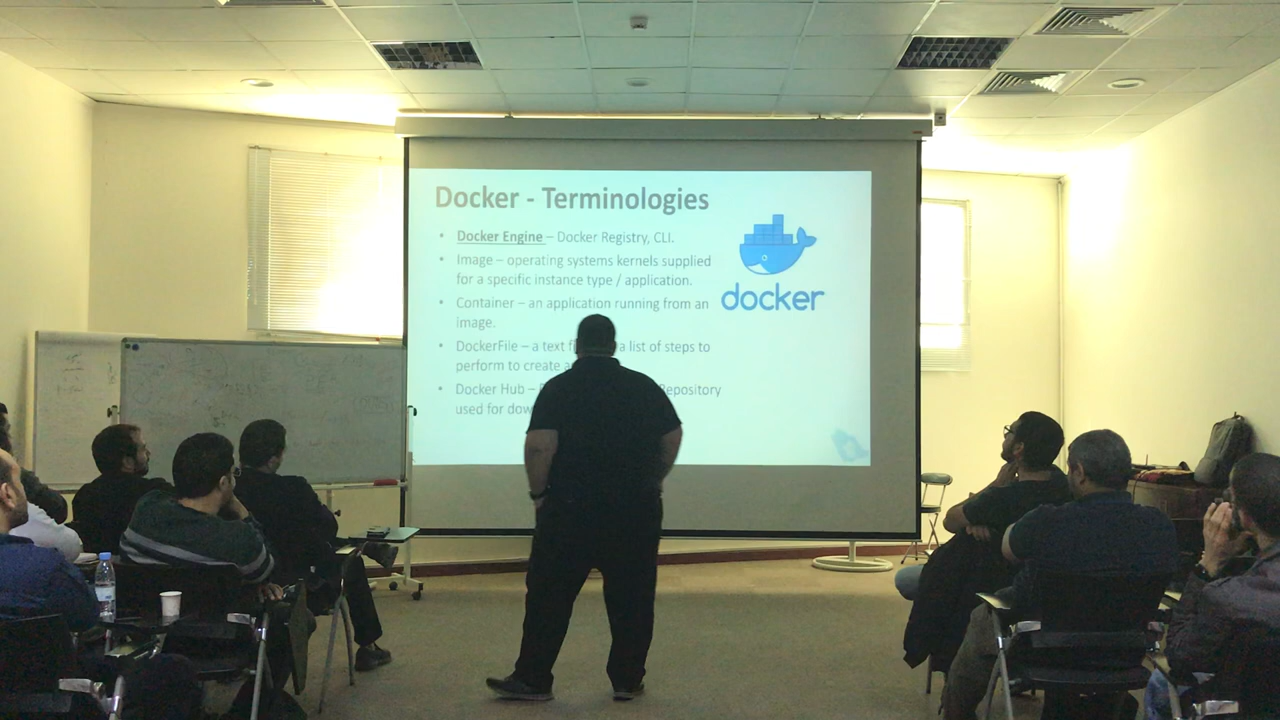 Docker - Terminologies
• Docker Engine – Docker Registry, CLI.
• Image – operating systems kernels supplied
for a specific instance type / application.
• Container – an application running from an
image.
• DockerFile – a text a list of steps to
perform to create
• Docker Hub – Repository
used for
docker